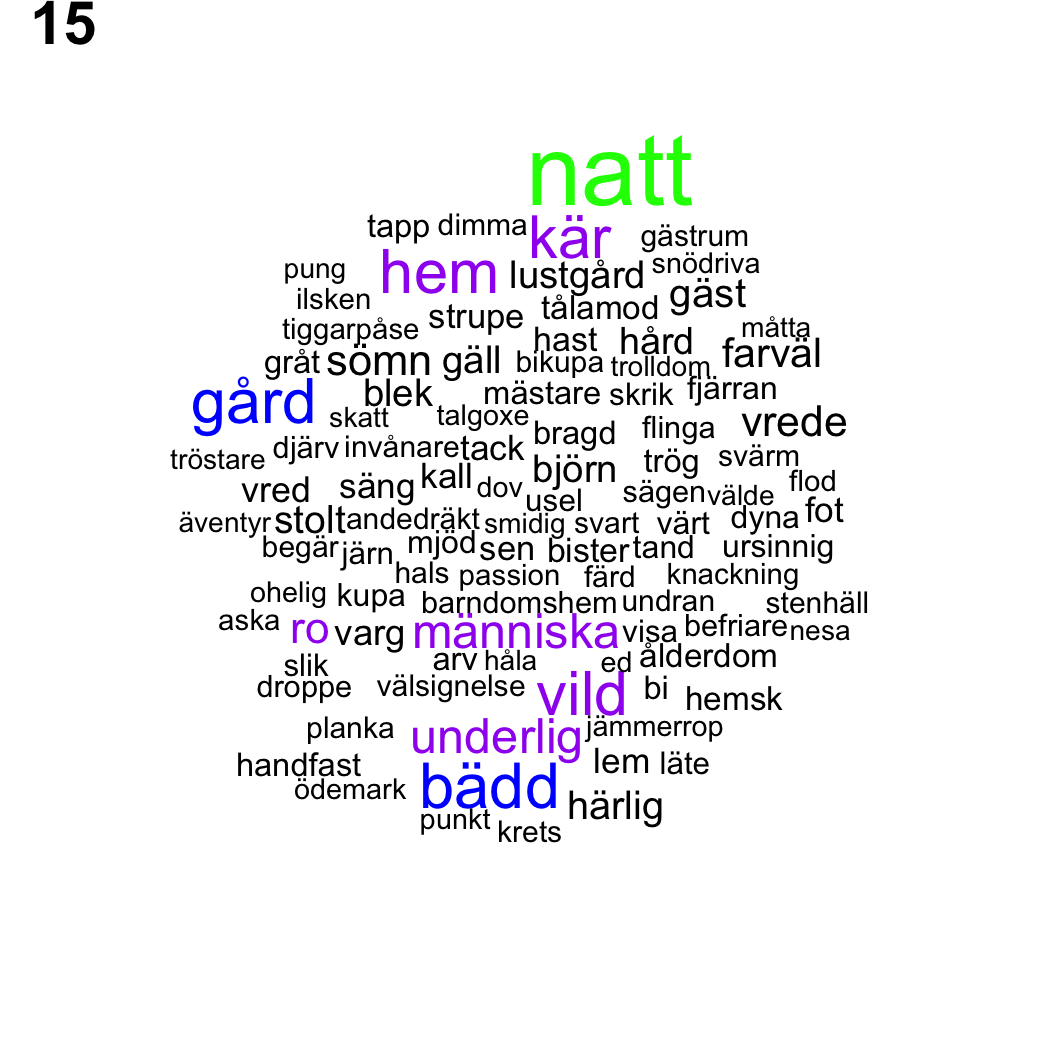 15
natt
tapp dimma kär gästrum
pung hem lustgård snödriva
ilsken tålamod gäst
tiggarpåse strupe hast hård måtta
gråt sömn gäll bikupa trolldom farväl
gård blek mästare skrik fjärran
skatt talgoxe bragd flinga vrede
tröstare djärv invånare tack björn trög svärm
vred säng kall dov usel sägen välde flod
äventyr stolt andedräkt smidig svart värt dyna fot
begär järn mjöd sen bister tand ursinnig
hals passion färd knackning
ohelig kupa barndomshem undran stenhäll
aska ro varg människa visa befriare nesa
slik arv håla ed ålderdom
droppe välsignelse vild bi hemsk
planka underlig jämmerrop
handfast lem läte
ödemark bädd härlig
punkt krets